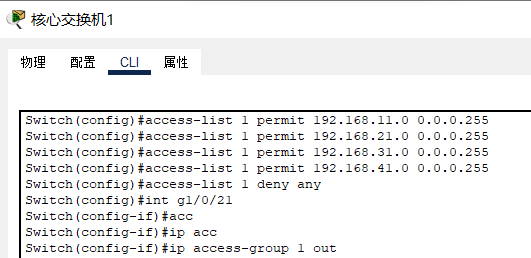 核心交换机1
物理 配置 CLI 属性
Switch(config)#access-list 1 permit 192.168.11.0 0.0.0.255
Switch(config)#access-list 1 permit 192.168.21.0 0.0.0.255
Switch(config)#access-list 1 permit 192.168.31.0 0.0.0.255
Switch(config)#access-list 1 permit 192.168.41.0 0.0.0.255
Switch(config)#access-list 1 deny any
Switch(config)#int g1/0/21
Switch(config-if)#acc
Switch(config-if)#ip acc
Switch(config-if)#ip access-group 1 out